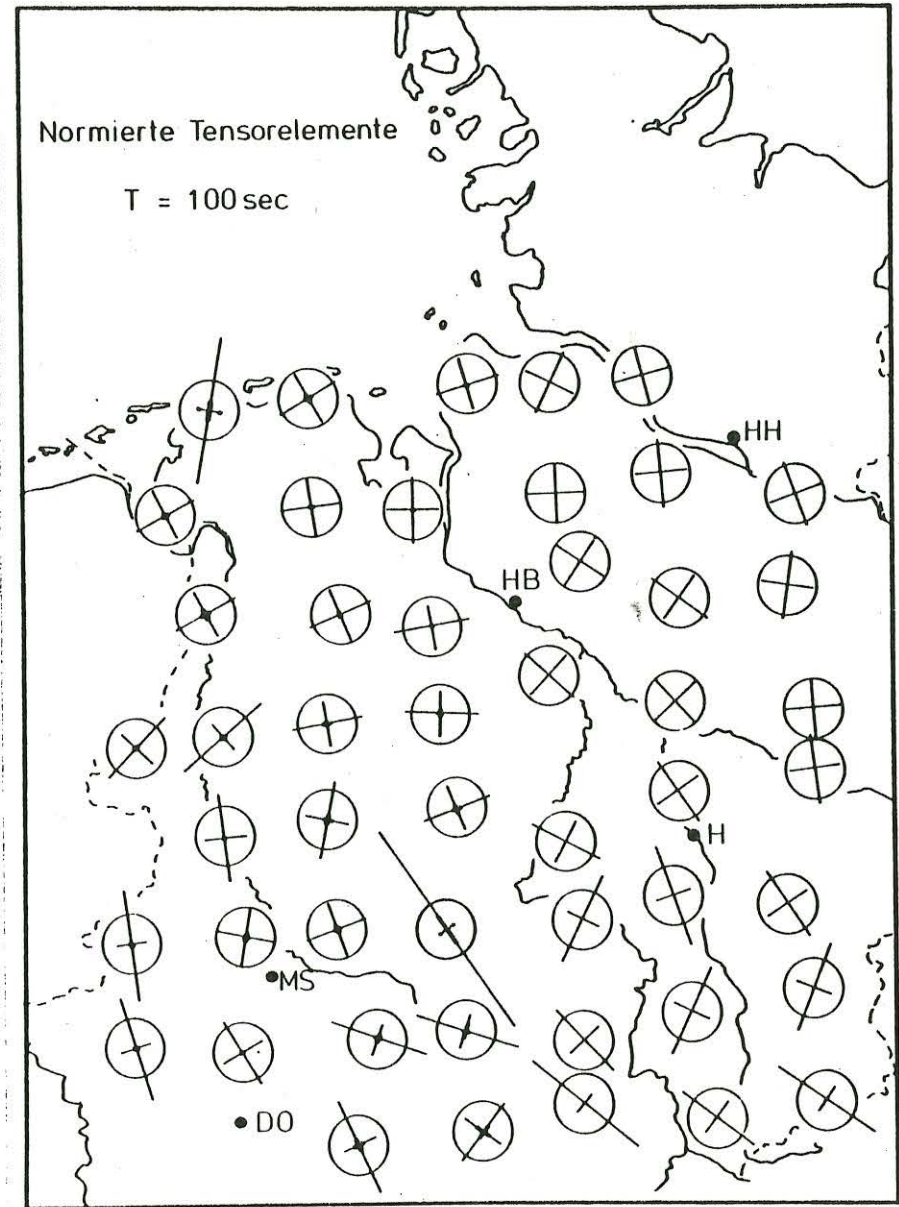 Normierte Tensorelemente
T = 100 sec
HH
HB
H
MS
DO